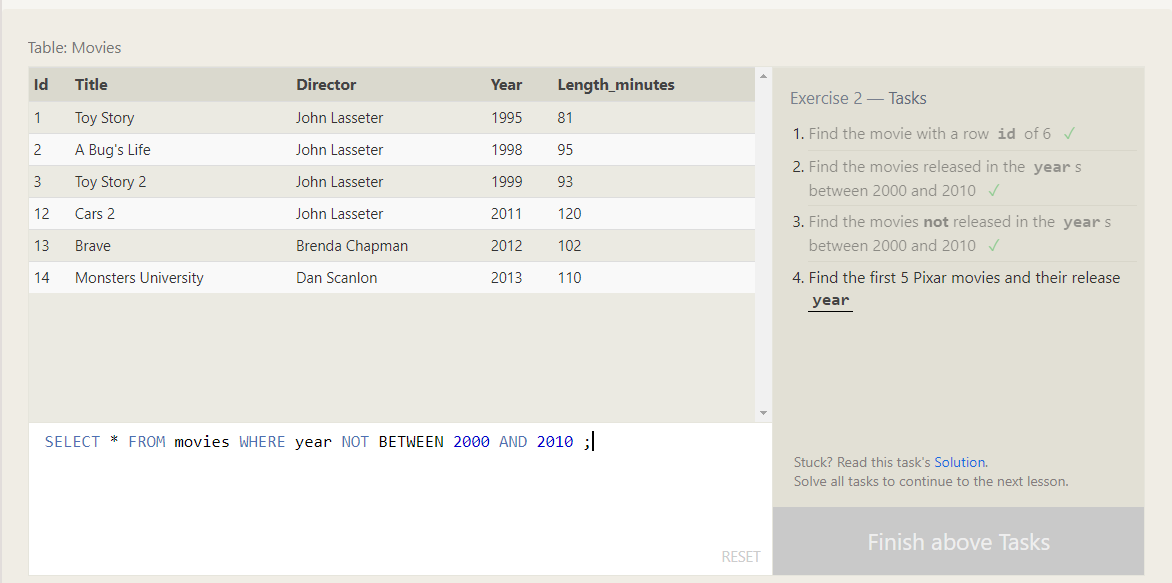 Table: Movies
Id Title Director Year Length_minutes
1 Toy Story John Lasseter 1995 81
2 A Bug's Life John Lasseter 1998 95
3 Toy Story 2 John Lasseter 1999 93
12 Cars 2 John Lasseter 2011 120
13 Brave Brenda Chapman 2012 102
14 Monsters University Dan Scanlon 2013 110
SELECT * FROM movies WHERE year NOT BETWEEN 2000 AND 2010 ;
RESET
Exercise 2 — Tasks
1. Find the movie with a row id of 6 ✓
2. Find the movies released in the year s
between 2000 and 2010 ✓
3. Find the movies not released in the year s
between 2000 and 2010 ✓
4. Find the first 5 Pixar movies and their release
year
Stuck? Read this task's Solution.
Solve all tasks to continue to the next lesson.
Finish above Tasks